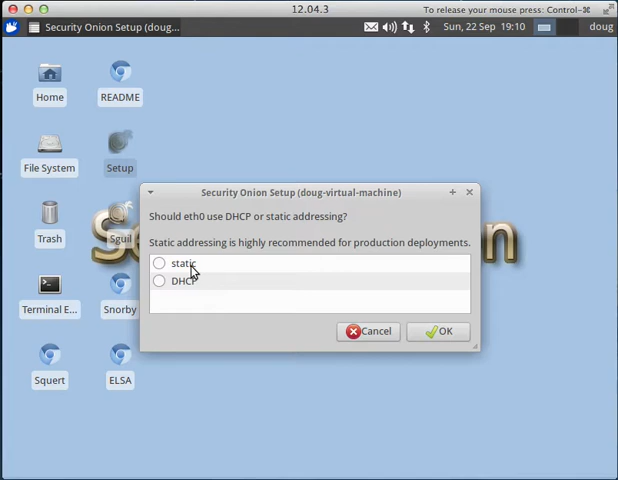 12.04.3
To release your mouse press: Control-⌘
Security Onion Setup (doug...
Sun, 22 Sep 19:10
doug
Home
README
File System
Setup
Security Onion Setup (doug-virtual-machine)
Should eth0 use DHCP or static addressing?
Static addressing is highly recommended for production deployments.
static
DHCP
Cancel
OK
Trash
Sguil
Terminal E...
Snorby
Squert
ELSA